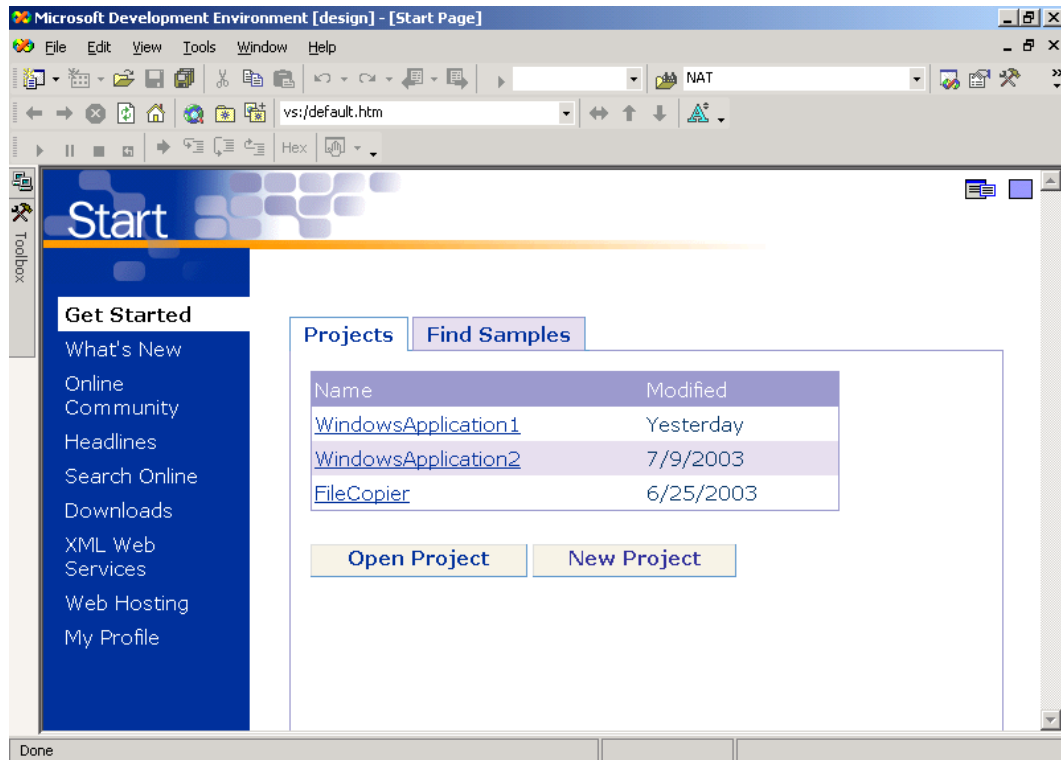 Microsoft Development Environment [design] - [Start Page]
File Edit View Tools Window Help
NAT
vs:/default.htm
Hex
Toolbox
Start
Get Started
What's New
Online
Community
Headlines
Search Online
Downloads
XML Web
Services
Web Hosting
My Profile
Projects Find Samples
Name Modified
WindowsApplication1 Yesterday
WindowsApplication2 7/9/2003
FileCopier 6/25/2003
Open Project New Project
Done